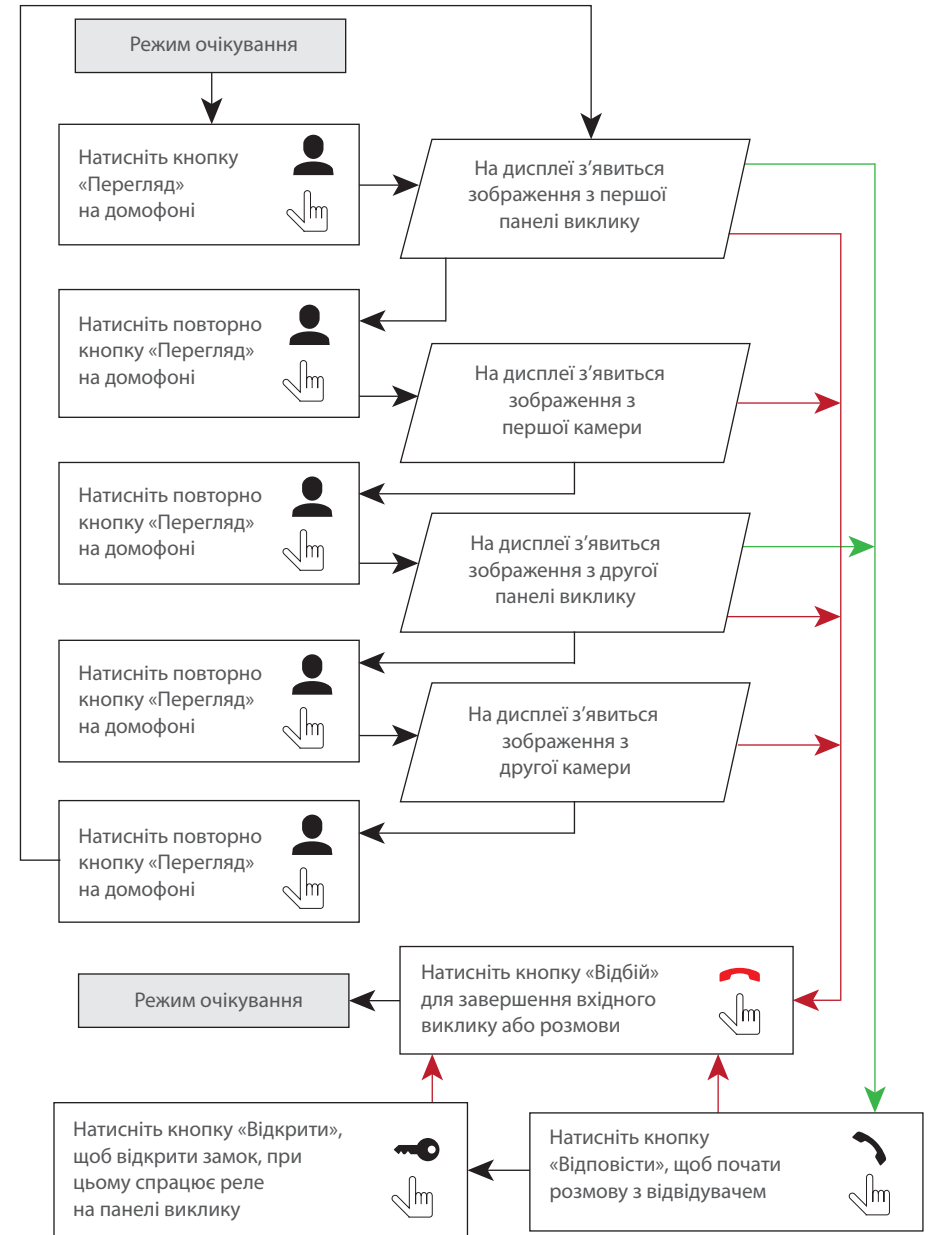 Режим очікування
Натисніть кнопку
«Перегляд»
на домофоні
На дисплеї з’явиться
зображення з першої
панелі виклику
Натисніть повторно
кнопку «Перегляд»
на домофоні
На дисплеї з’явиться
зображення з
першої камери
Натисніть повторно
кнопку «Перегляд»
на домофоні
На дисплеї з’явиться
зображення з другої
панелі виклику
Натисніть повторно
кнопку «Перегляд»
на домофоні
На дисплеї з’явиться
зображення з
другої камери
Натисніть повторно
кнопку «Перегляд»
на домофоні
Натисніть кнопку «Відбій»
для завершення вхідного
виклику або розмови
Режим очікування
Натисніть кнопку «Відкрити»,
щоб відкрити замок, при
цьому спрацює реле
на панелі виклику
Натисніть кнопку
«Відповісти», щоб почати
розмову з відвідувачем